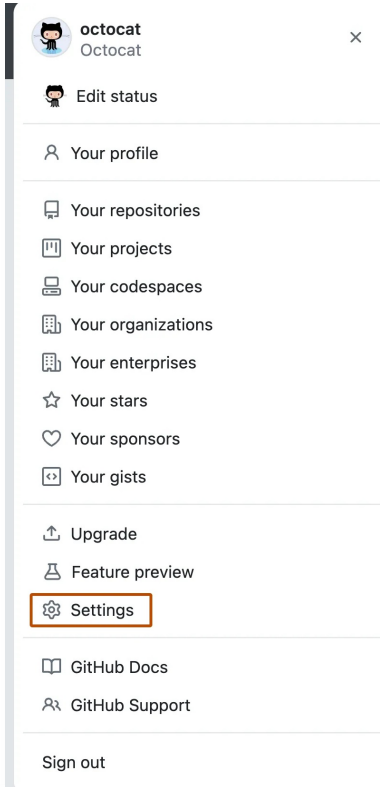 octocat
Octocat
Edit status
Your profile
Your repositories
Your projects
Your codespaces
Your organizations
Your enterprises
Your stars
Your sponsors
Your gists
Upgrade
Feature preview
Settings
GitHub Docs
GitHub Support
Sign out